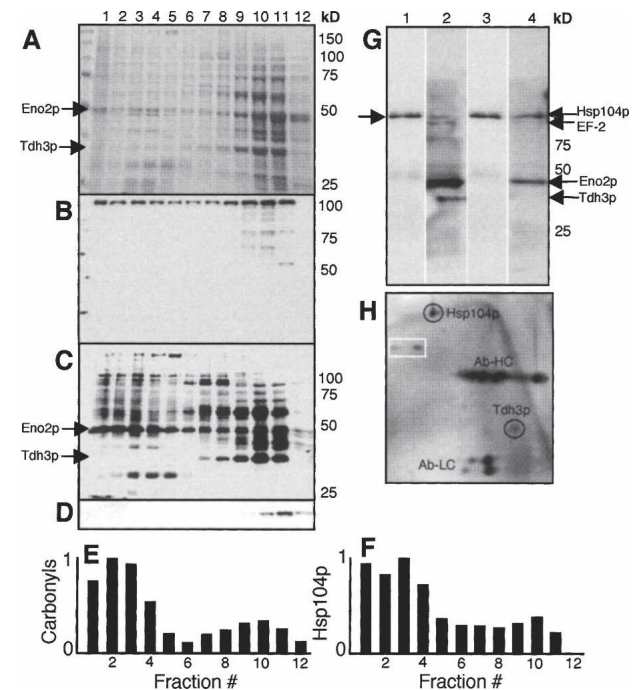 A
1 2 3 4 5 6 7 8 9 10 11 12 kD
150
100
75
Eno2p
50
Tdh3p
25
B
100
75
50
C
100
75
Eno2p
50
Tdh3p
25
D
E
Carbonyls
1
0
2 4 6 8 10 12
Fraction #
F
Hsp104p
1
0
2 4 6 8 10 12
Fraction #
G
1 2 3 4 kD
Hsp104p
EF-2
75
50
Eno2p
Tdh3p
25
H
Hsp104p
Ab-HC
Tdh3p
Ab-LC